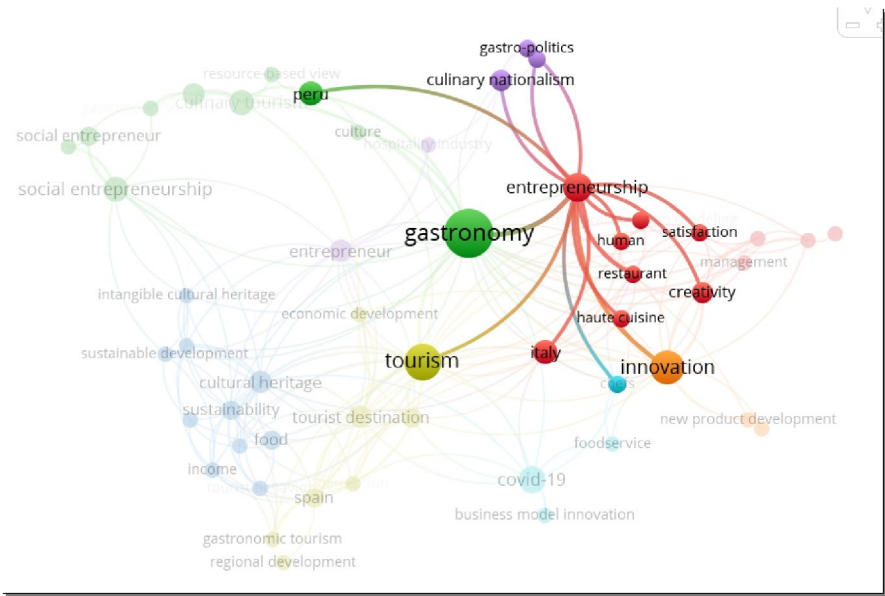 gastro-politics
resource-based view
culinary nationalism
peru
culinary tourism
culture
social entrepreneur
hospitality industry
social entrepreneurship
entrepreneurship
gastronomy
satisfaction
human
entrepreneur
management
restaurant
intangible cultural heritage
creativity
economic development
haute cuisine
sustainable development
italy
tourism
innovation
cultural heritage
chefs
sustainability
tourist destination
new product development
food
foodservice
income
covid-19
spain
business model innovation
gastronomic tourism
regional development